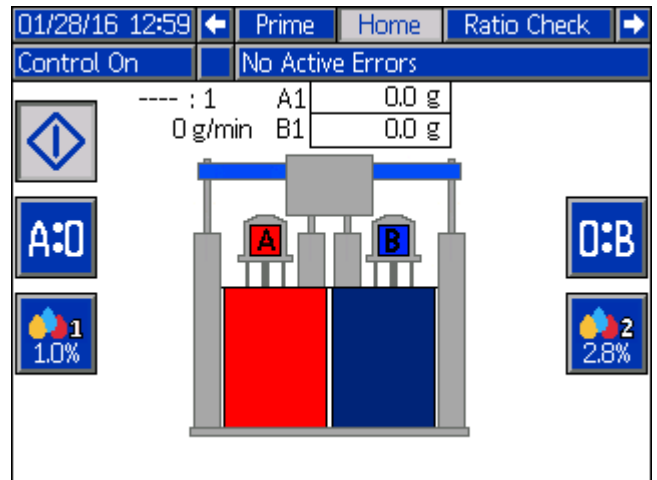 01/28/16 12:59 Prime Home Ratio Check
Control On No Active Errors
---- : 1 A1 0.0 g
0 g/min B1 0.0 g
A B
A:0 0:B
1 2
1.0% 2.8%